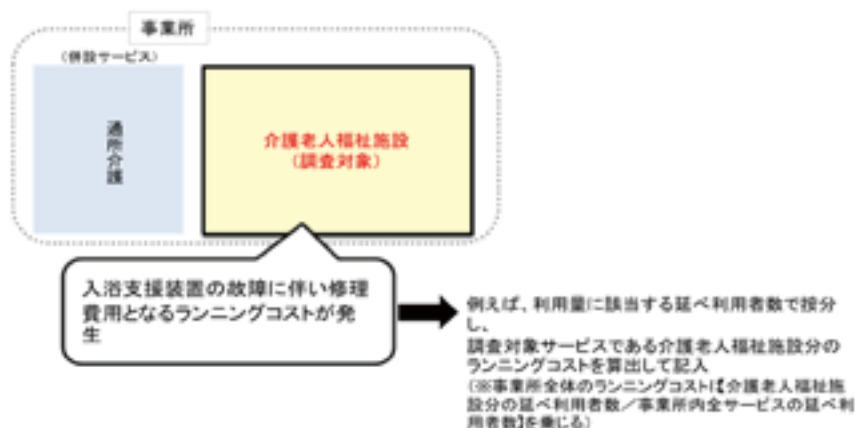 事業所
（併設サービス）
通所介護
介護老人福祉施設
（調査対象）
入浴支援装置の故障に伴い修理
費用となるランニングコストが発
生
例えば、利用量に該当する延べ利用者数で按分
し、
調査対象サービスである介護老人福祉施設分の
ランニングコストを算出して記入
（※事業所全体のランニングコストに【介護老人福祉施
設分の延べ利用者数／事業所内全サービスの延べ利
用者数】を乗じる）